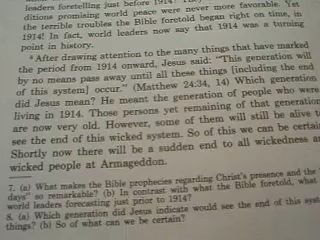 leaders foretelling just before 1914?
ditions promising world peace were never more favorable. Yet
the terrible troubles the Bible foretold began right on time, in
1914! In fact, world leaders now say that 1914 was a turning
point in history.
⁸ After drawing attention to the many things that have marked
the period from 1914 onward, Jesus said: “This generation will
by no means pass away until all these things [including the end
of this system] occur.” (Matthew 24:34, 14) Which generation
did Jesus mean? He meant the generation of people who were
living in 1914. Those persons yet remaining of that generation
are now very old. However, some of them will still be alive to
see the end of this wicked system. So of this we can be certain:
Shortly now there will be a sudden end to all wickedness and
wicked people at Armageddon.
7. (a) What makes the Bible prophecies regarding Christ's presence and the
days” so remarkable? (b) In contrast with what the Bible foretold, what
world leaders forecasting just prior to 1914?
8. (a) Which generation did Jesus indicate would see the end of this
things? (b) So of what can we be certain?